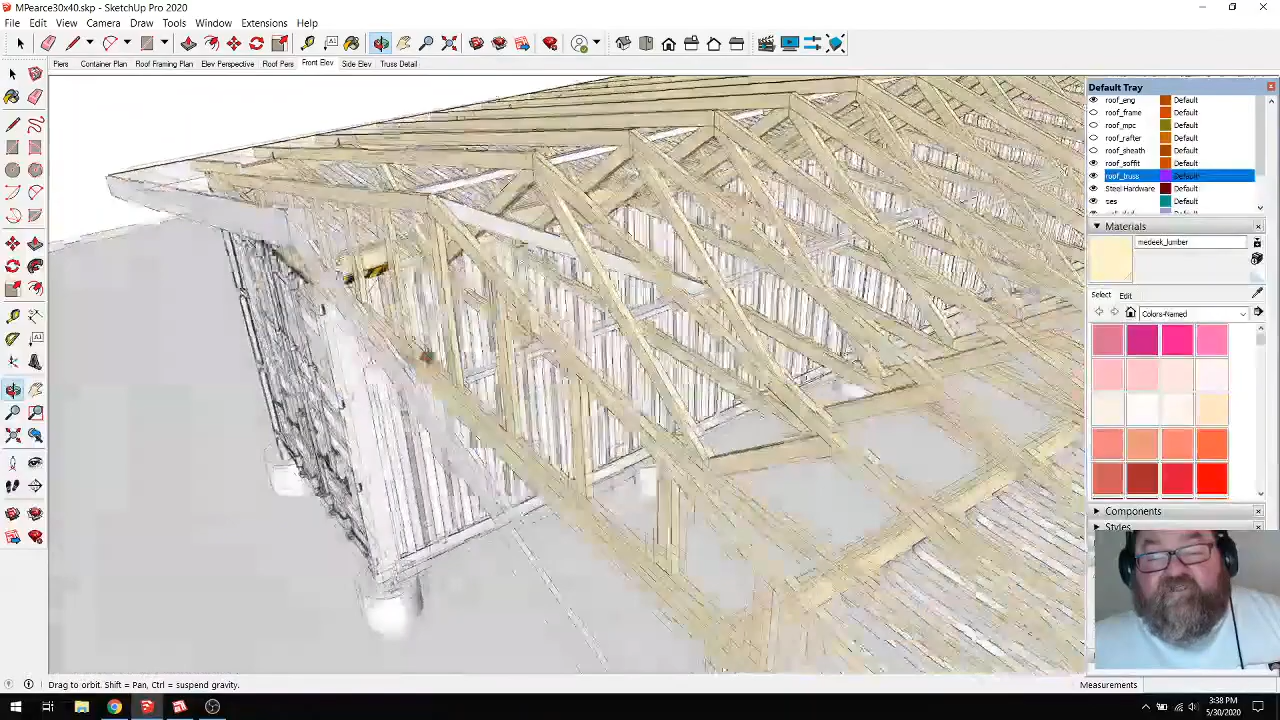 MPearce30x40.skp - SketchUp Pro 2020
File Edit View Camera Draw Tools Window Extensions Help
Piers Container Plan Roof Framing Plan Elev Perspective Roof Pers Front Elev Side Elev Truss Detail
Default Tray
roof_eng Default
roof_frame Default
roof_mpc Default
roof_rafter Default
roof_sheath Default
roof_soffit Default
roof_truss Default
Steel Hardware Default
ses Default
Materials
medeek_lumber
Select Edit
Colors-Named
Components
Styles
Drag to orbit. Shift = Pan, Ctrl = suspend gravity.
Measurements
3:38 PM
5/30/2020